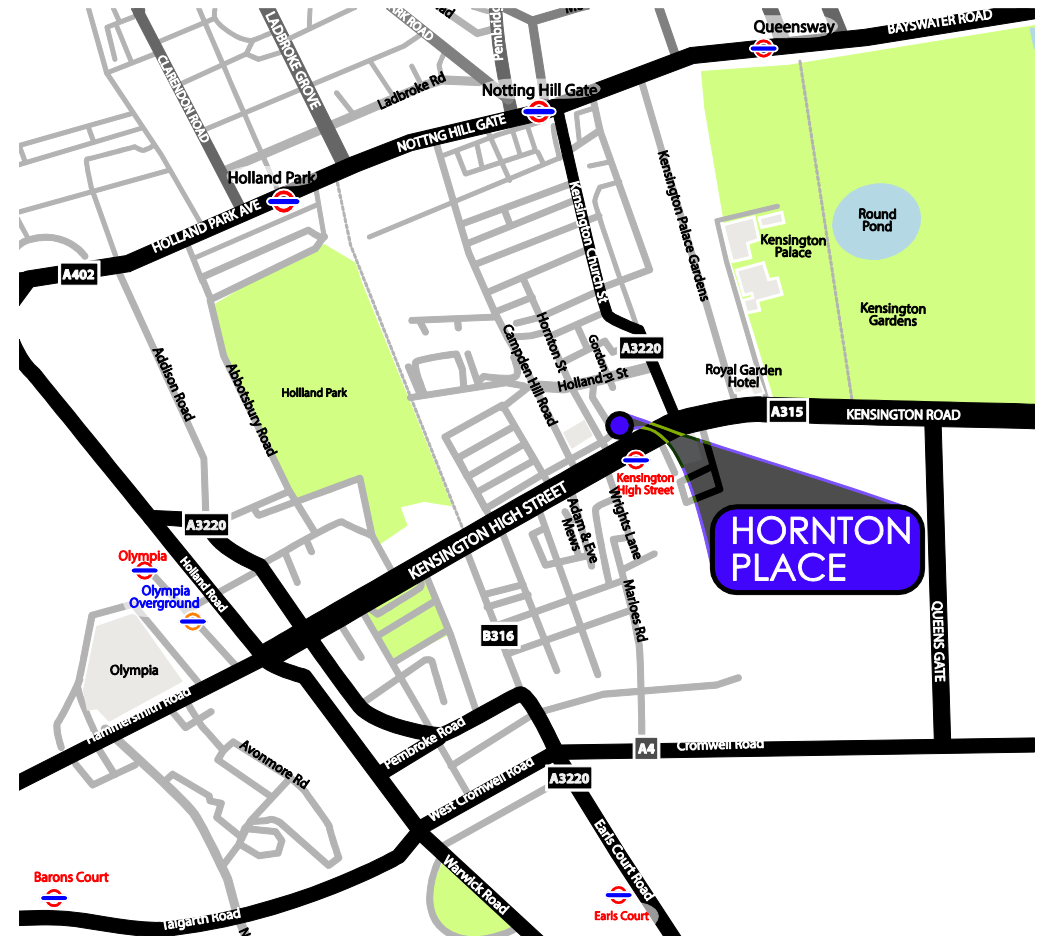 Queensway
BAYSWATER ROAD
PARK ROAD
Pembridg
LADBROKE GROVE
CLARENDON ROAD
Ladbroke Rd
Notting Hill Gate
NOTTNG HILL GATE
Holland Park
HOLLAND PARK AVE
A402
Kensington Church St
Kensington Palace Gardens
Kensington
Palace
Round
Pond
Kensington
Gardens
Addison Road
Abbotsbury Road
Hollland Park
Campden Hill Road
Hornton St
Gordon Pl
Holland St
A3220
Royal Garden
Hotel
A315
KENSINGTON ROAD
Kensington
High Street
KENSINGTON HIGH STREET
Adam & Eve
Mews
Wrights Lane
HORNTON
PLACE
A3220
Olympia
Olympia
Overground
Holland Road
Olympia
Hammersmith Road
B316
Marloes Rd
QUEENS GATE
Avonmore Rd
Pembroke Road
A4
Cromwell Road
West Cromwell Road
A3220
Earls Court Road
Warwick Road
Barons Court
Talgarth Road
Earls Court